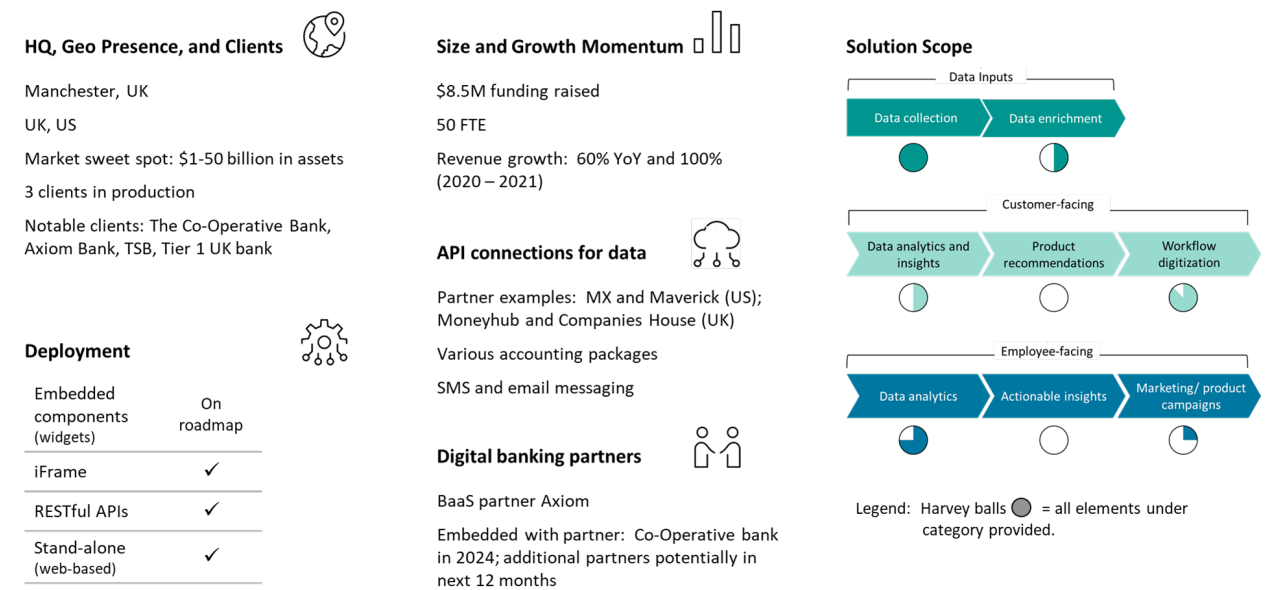 HQ, Geo Presence, and Clients
Manchester, UK
UK, US
Market sweet spot: $1-50 billion in assets
3 clients in production
Notable clients: The Co-Operative Bank,
Axiom Bank, TSB, Tier 1 UK bank
Deployment
Embedded
components
(widgets)
On
roadmap
iFrame ✓
RESTful APIs ✓
Stand-alone
(web-based)
✓
Size and Growth Momentum
$8.5M funding raised
50 FTE
Revenue growth: 60% YoY and 100%
(2020 – 2021)
API connections for data
Partner examples: MX and Maverick (US);
Moneyhub and Companies House (UK)
Various accounting packages
SMS and email messaging
Digital banking partners
BaaS partner Axiom
Embedded with partner: Co-Operative bank
in 2024; additional partners potentially in
next 12 months
Solution Scope
Data Inputs
Data collection
Data enrichment
Customer-facing
Data analytics and
insights
Product
recommendations
Workflow
digitization
Employee-facing
Data analytics
Actionable insights
Marketing/ product
campaigns
Legend: Harvey balls = all elements under
category provided.